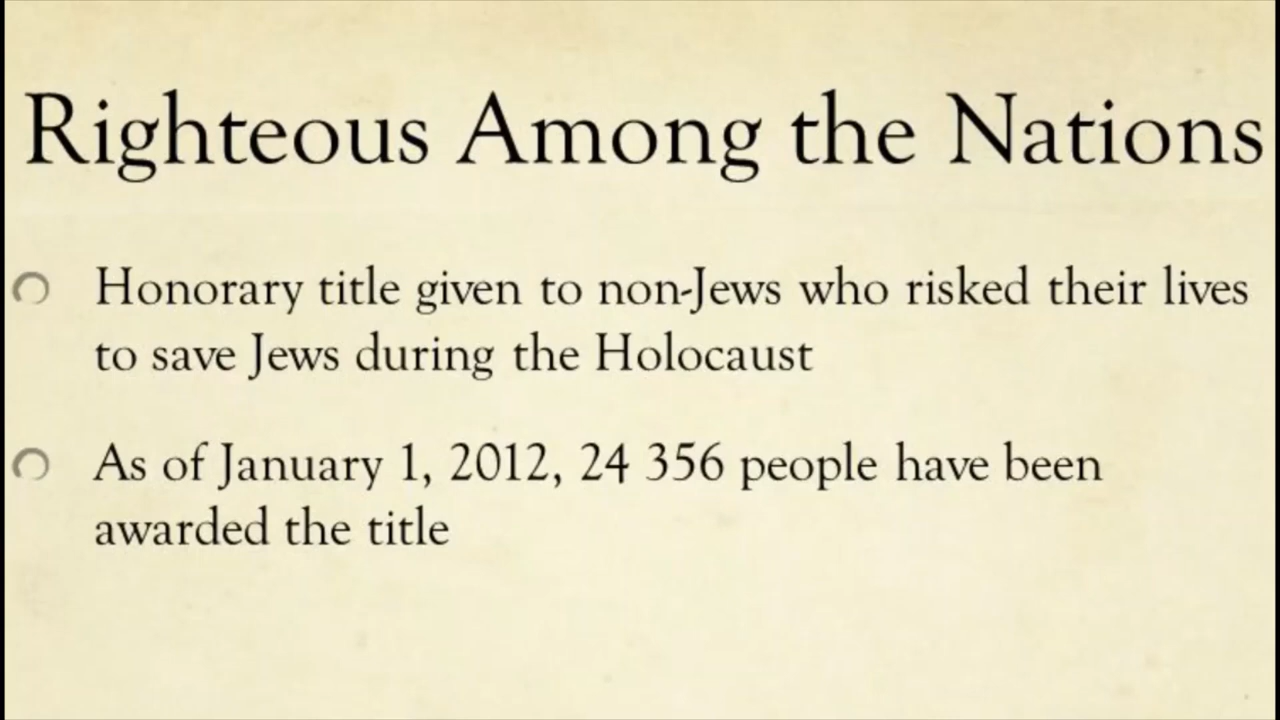 Righteous Among the Nations
Honorary title given to non-Jews who risked their lives
to save Jews during the Holocaust
As of January 1, 2012, 24 356 people have been
awarded the title